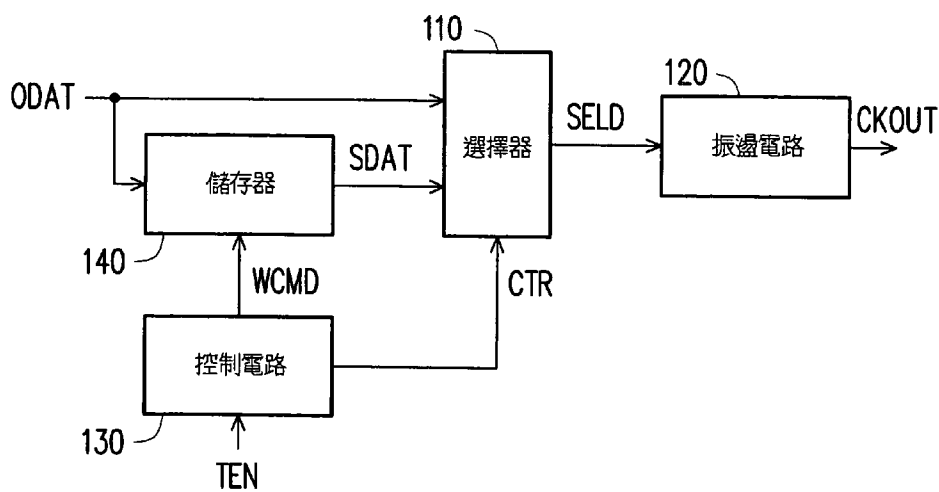 110
ODAT
選擇器
SELD
120
振盪電路
CKOUT
儲存器
SDAT
140
WCMD
CTR
控制電路
130
TEN